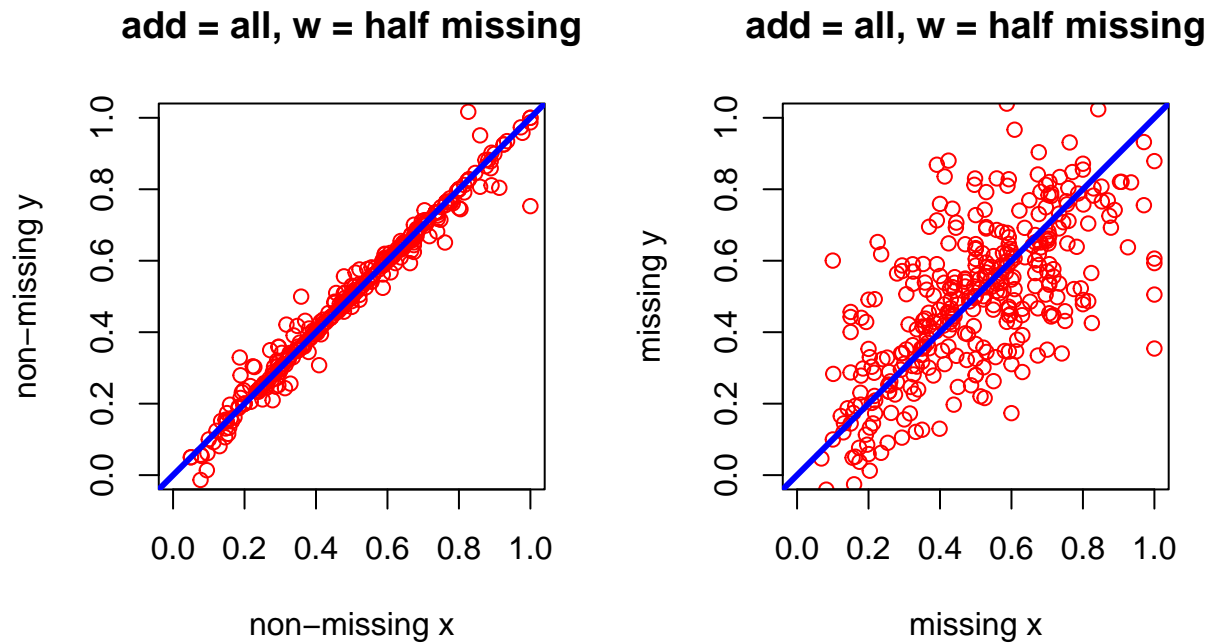 add = all, w = half missing
non−missing y
1.0
0.8
0.6
0.4
0.2
0.0
0.0 0.2 0.4 0.6 0.8 1.0
non−missing x
add = all, w = half missing
missing y
1.0
0.8
0.6
0.4
0.2
0.0
0.0 0.2 0.4 0.6 0.8 1.0
missing x